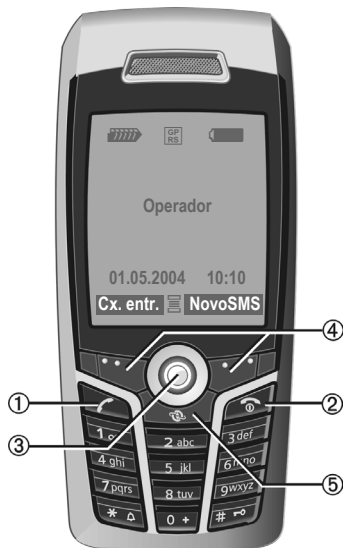 GP
RS
Operador
01.05.2004 10:10
Cx. entr. NovoSMS
④
① ②
③
⑤
1
2 abc
3 def
4 ghi
5 jkl
6 mno
7 pqrs
8 tuv
9 wxyz
*
0 +
#